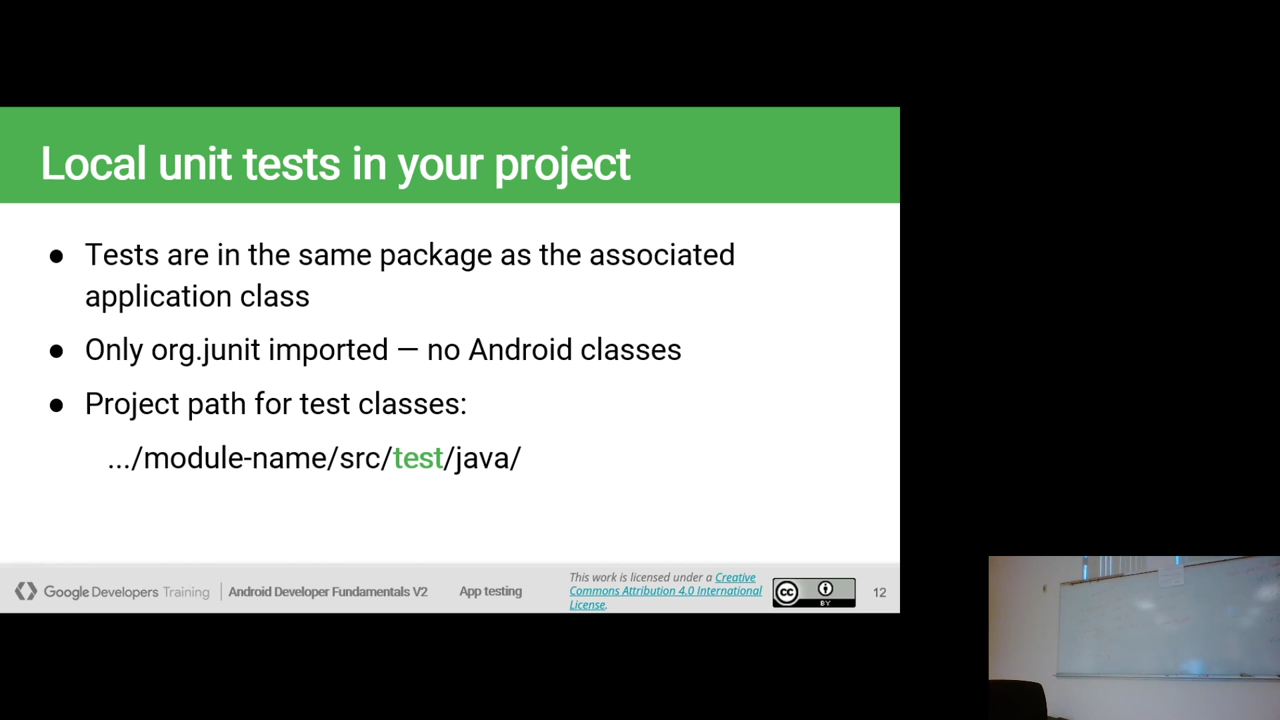 Local unit tests in your project
● Tests are in the same package as the associated
application class
● Only org.junit imported — no Android classes
● Project path for test classes:
.../module-name/src/test/java/
Google Developers Training
Android Developer Fundamentals V2
App testing
This work is licensed under a Creative
Commons Attribution 4.0 International
License.
cc
BY
12